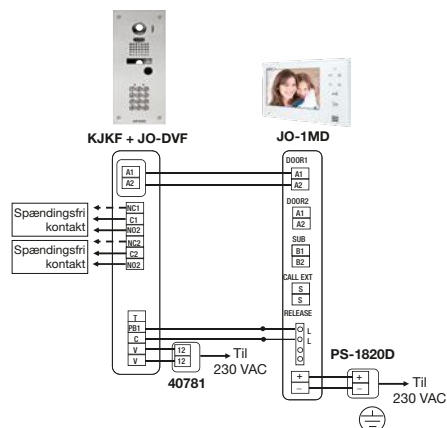 KJKF + JO-DVF
JO-1MD
A1
A2
NC1
C1
NO2
NC2
C2
NO2
Spændingsfri
kontakt
Spændingsfri
kontakt
T
PB1
C
V
V
12
12
40781
Til
230 VAC
DOOR1
A1
A2
DOOR2
A1
A2
SUB
B1
B2
CALL EXT
S
S
RELEASE
L
L
+
−
PS-1820D
+
−
Til
230 VAC